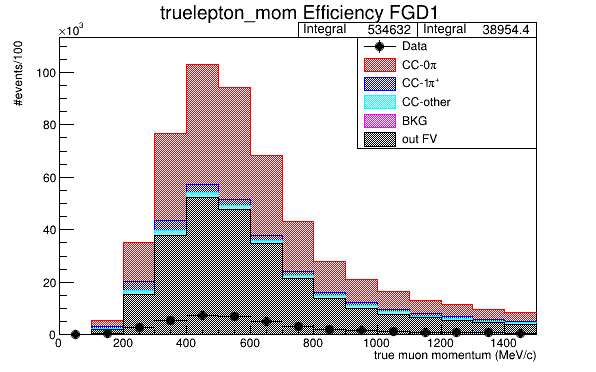 truelepton_mom Efficiency FGD1
Integral 534632 Integral 38954.4
×10³
#events/100
Data
CC-0π
CC-1π⁺
CC-other
BKG
out FV
100
80
60
40
20
0
0 200 400 600 800 1000 1200 1400
true muon momentum (MeV/c)